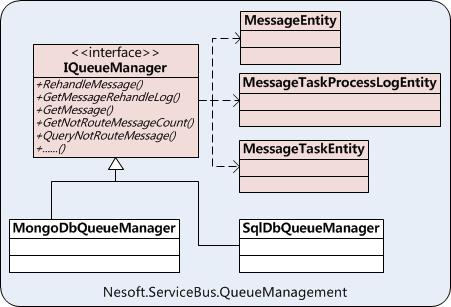 MessageEntity
<<interface>>
IQueueManager
+RehandleMessage()
+GetMessageRehandleLog()
+GetMessage()
+GetNotRouteMessageCount()
+QueryNotRouteMessage()
+......()
MessageTaskProcessLogEntity
MessageTaskEntity
MongoDbQueueManager
SqlDbQueueManager
Nesoft.ServiceBus.QueueManagement